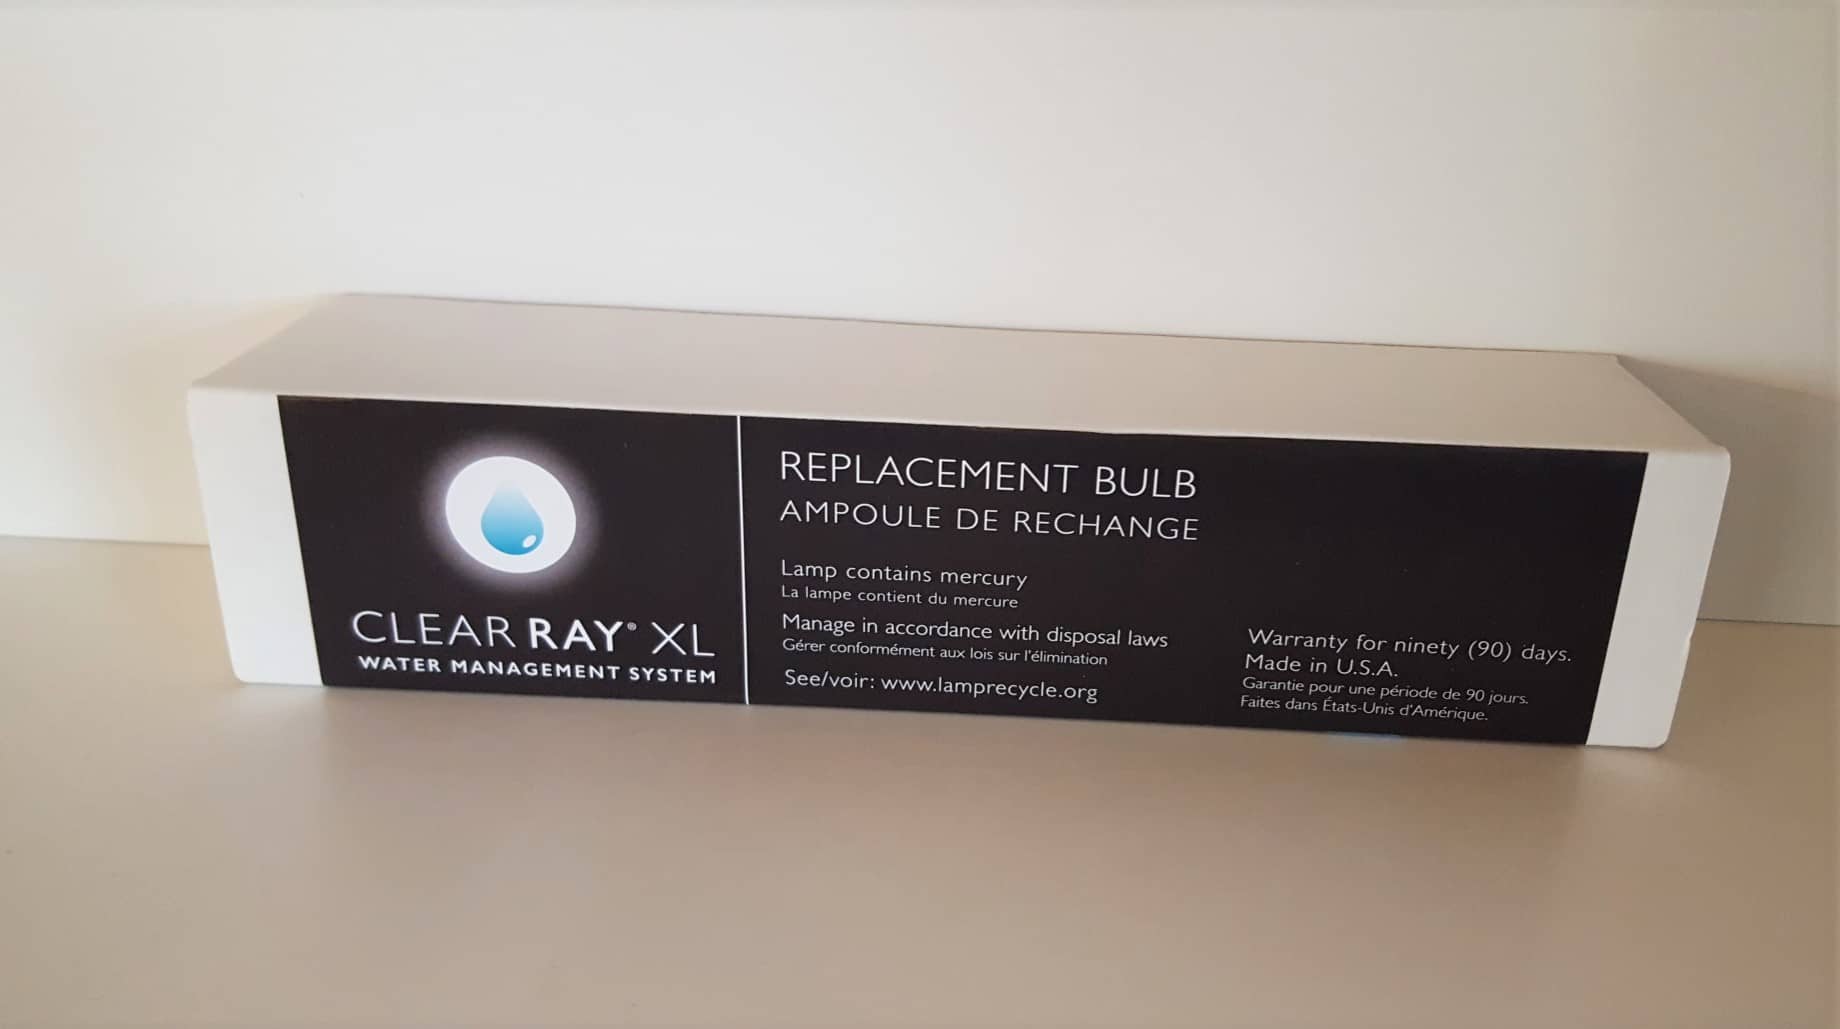 CLEARRAY® XL
WATER MANAGEMENT SYSTEM
REPLACEMENT BULB
AMPOULE DE RECHANGE
Lamp contains mercury
La lampe contient du mercure
Manage in accordance with disposal laws
Gérer conformément aux lois sur l'élimination
See/voir: www.lamprecycle.org
Warranty for ninety (90) days.
Made in U.S.A.
Garantie pour une période de 90 jours.
Faites dans États-Unis d'Amérique.